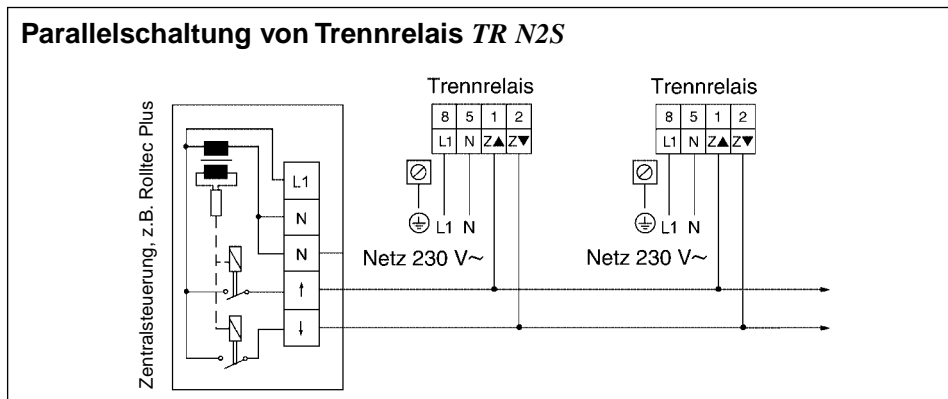 Parallelschaltung von Trennrelais TR N2S
Zentralsteuerung, z.B. Rolltec Plus
L1
N
N
↑
↓
Trennrelais
8 5 1 2
L1 N Z▲ Z▼
L1 N
Netz 230 V~
Trennrelais
8 5 1 2
L1 N Z▲ Z▼
L1 N
Netz 230 V~